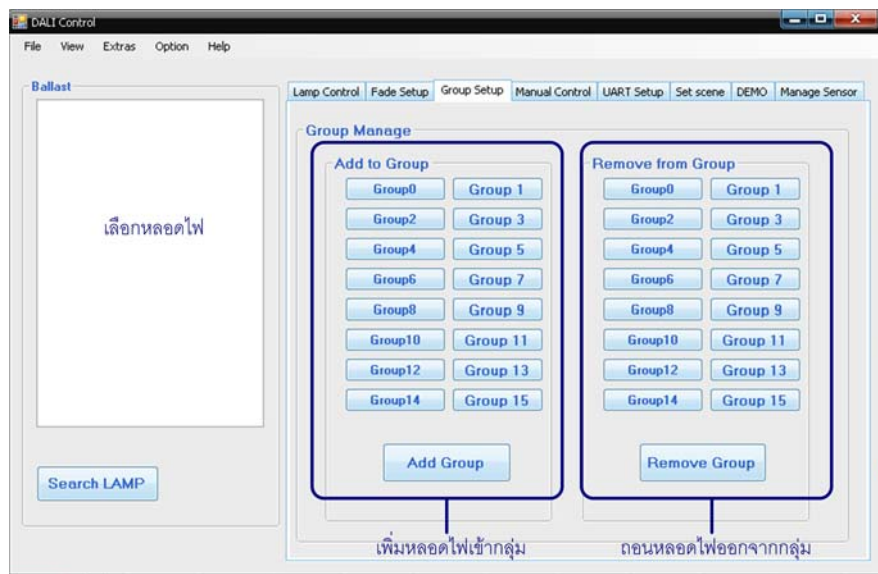 DALI Control
File View Extras Option Help
Ballast
เลือกหลอดไฟ
Search LAMP
Lamp Control Fade Setup Group Setup Manual Control UART Setup Set scene DEMO Manage Sensor
Group Manage
Add to Group
Group0 Group 1
Group2 Group 3
Group4 Group 5
Group6 Group 7
Group8 Group 9
Group10 Group 11
Group12 Group 13
Group14 Group 15
Add Group
เพิ่มหลอดไฟเข้ากลุ่ม
Remove from Group
Group0 Group 1
Group2 Group 3
Group4 Group 5
Group6 Group 7
Group8 Group 9
Group10 Group 11
Group12 Group 13
Group14 Group 15
Remove Group
ถอนหลอดไฟออกจากกลุ่ม